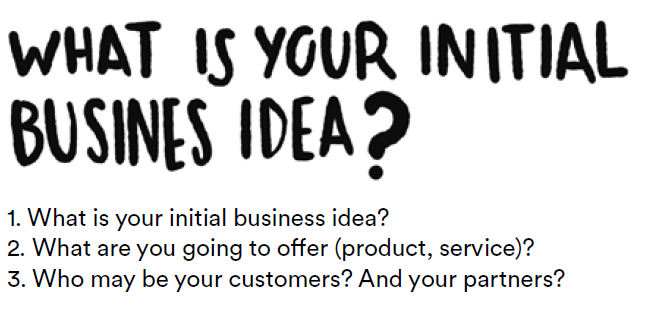 WHAT IS YOUR INITIAL
BUSINES IDEA?
1. What is your initial business idea?
2. What are you going to offer (product, service)?
3. Who may be your customers? And your partners?